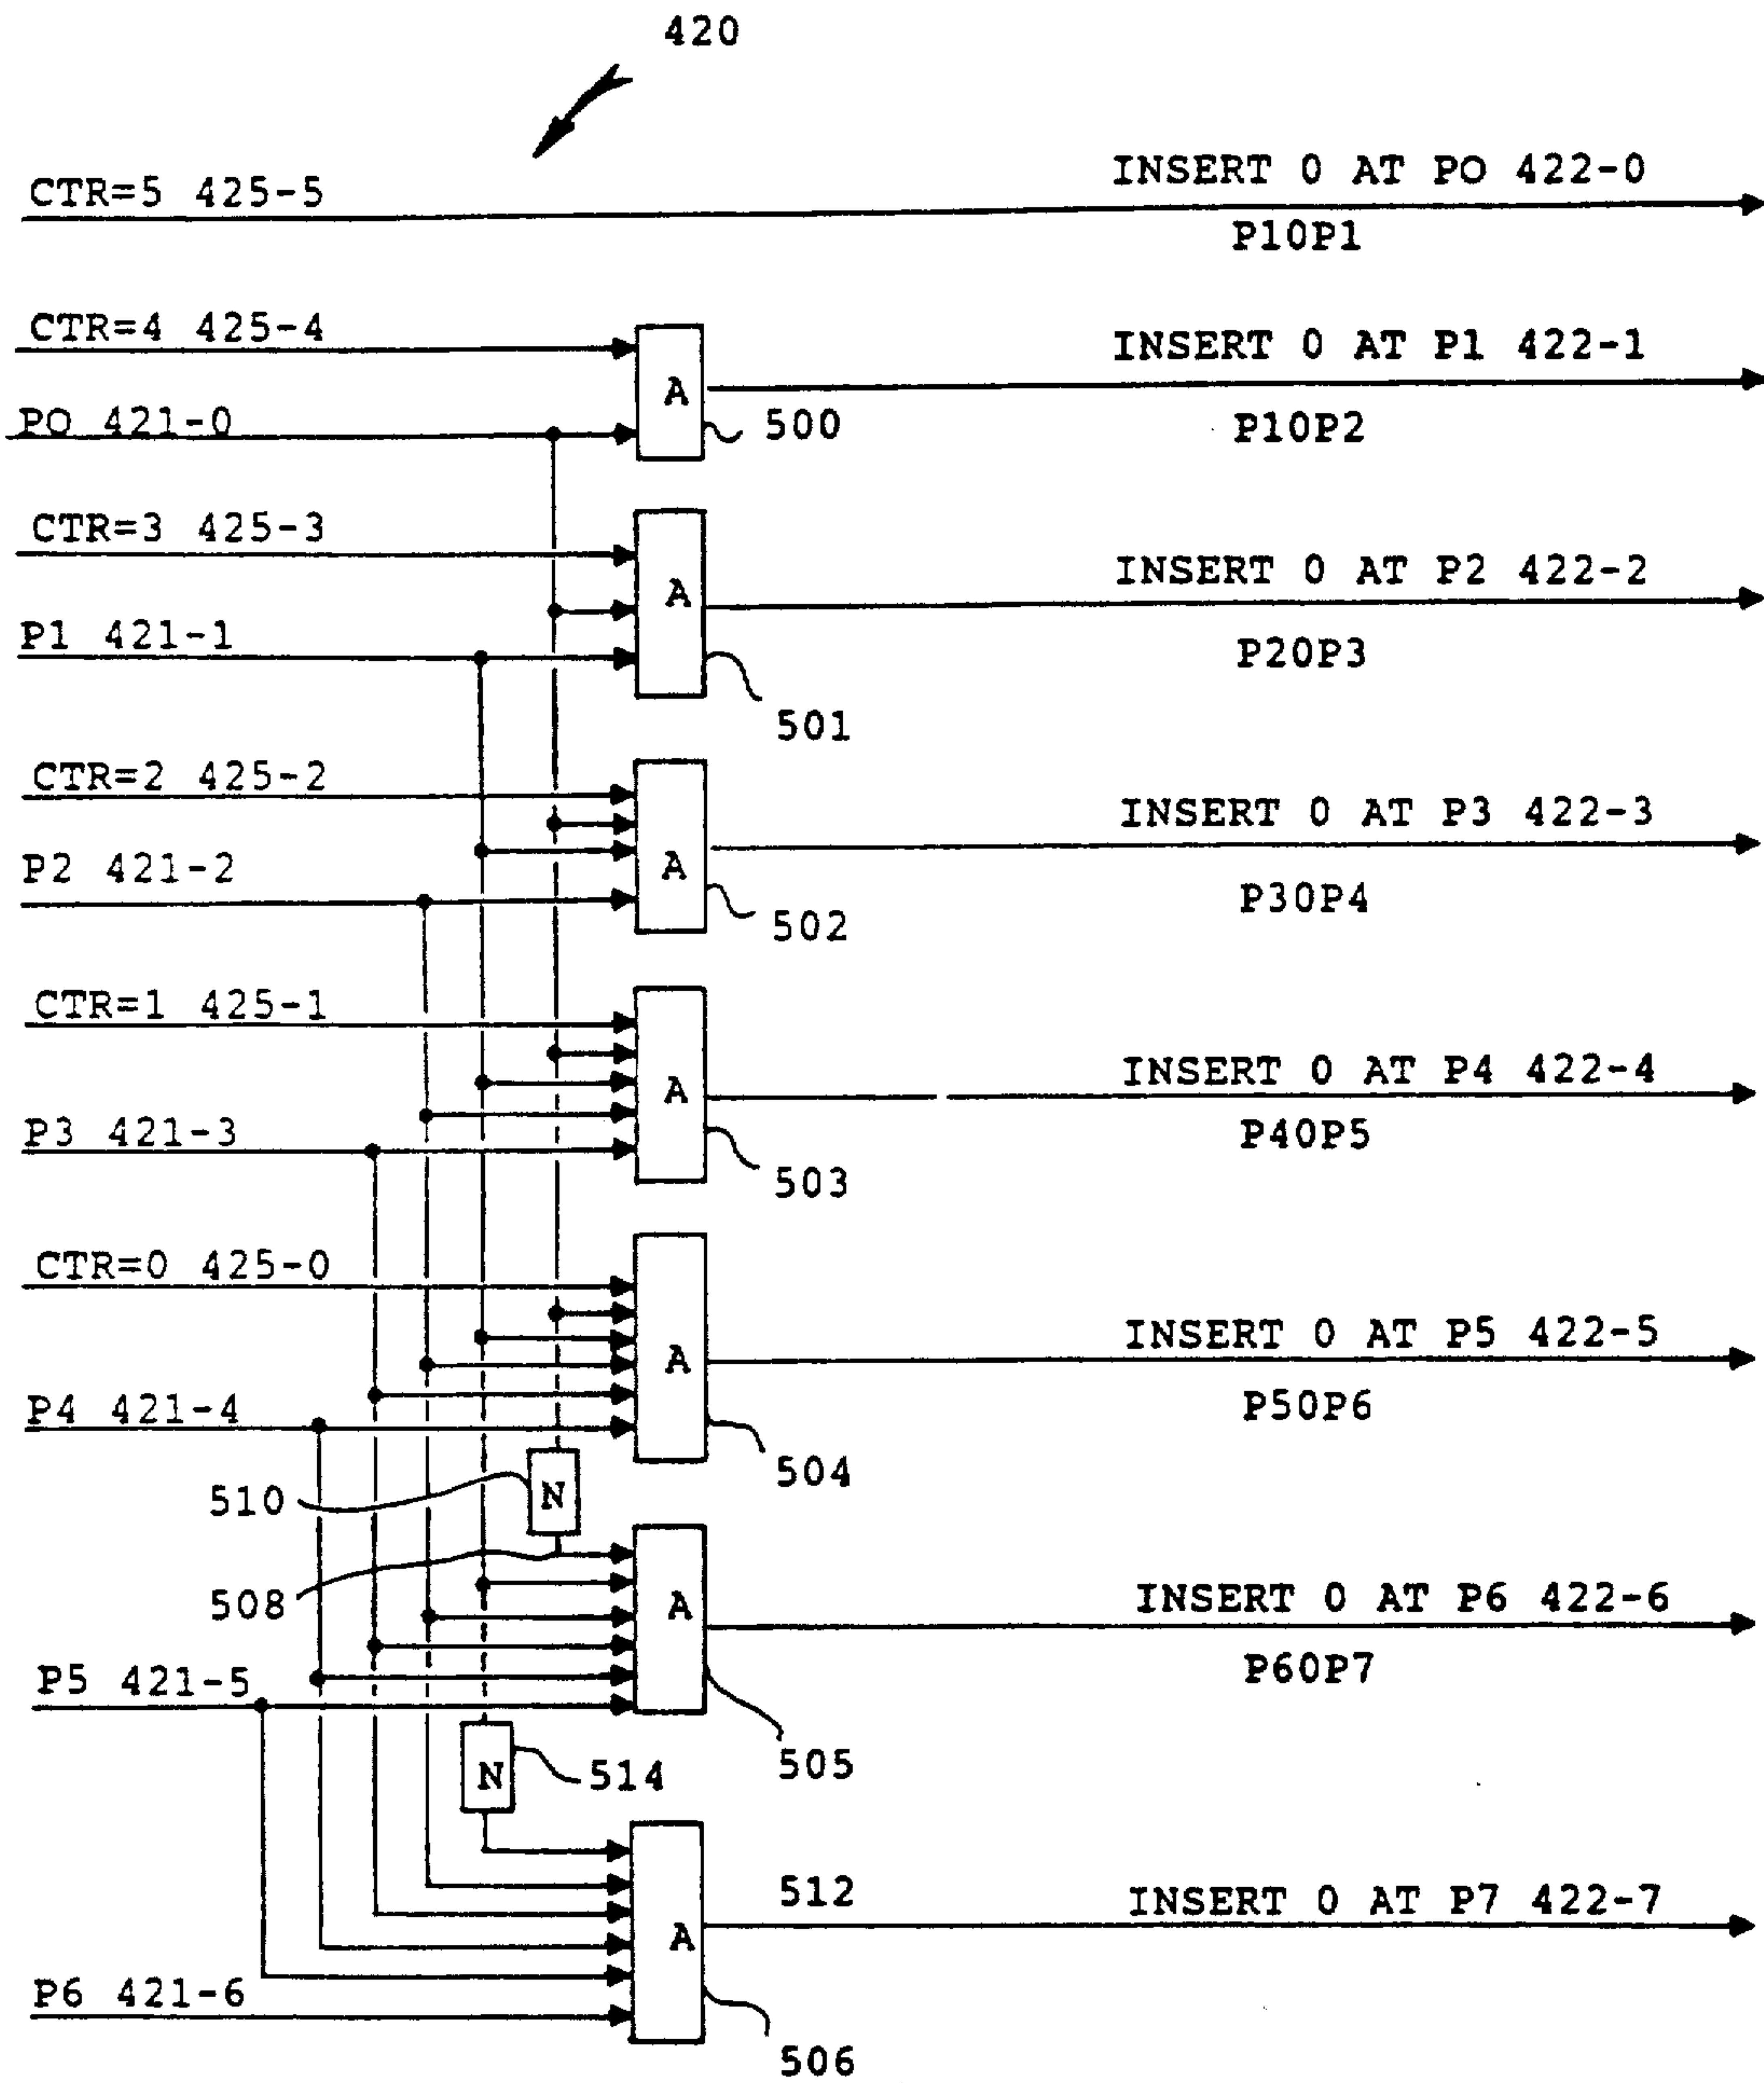 420
CTR=5 425-5
INSERT 0 AT PO 422-0
P10P1
CTR=4 425-4
INSERT 0 AT P1 422-1
A
PO 421-0
500
P10P2
CTR=3 425-3
INSERT 0 AT P2 422-2
A
P1 421-1
P20P3
501
CTR=2 425-2
INSERT 0 AT P3 422-3
A
P2 421-2
P30P4
502
CTR=1 425-1
INSERT 0 AT P4 422-4
A
P3 421-3
P40P5
503
CTR=0 425-0
INSERT 0 AT P5 422-5
A
P4 421-4
P50P6
504
510
N
508
A
INSERT 0 AT P6 422-6
P5 421-5
P60P7
505
N
514
512
INSERT 0 AT P7 422-7
A
P6 421-6
506